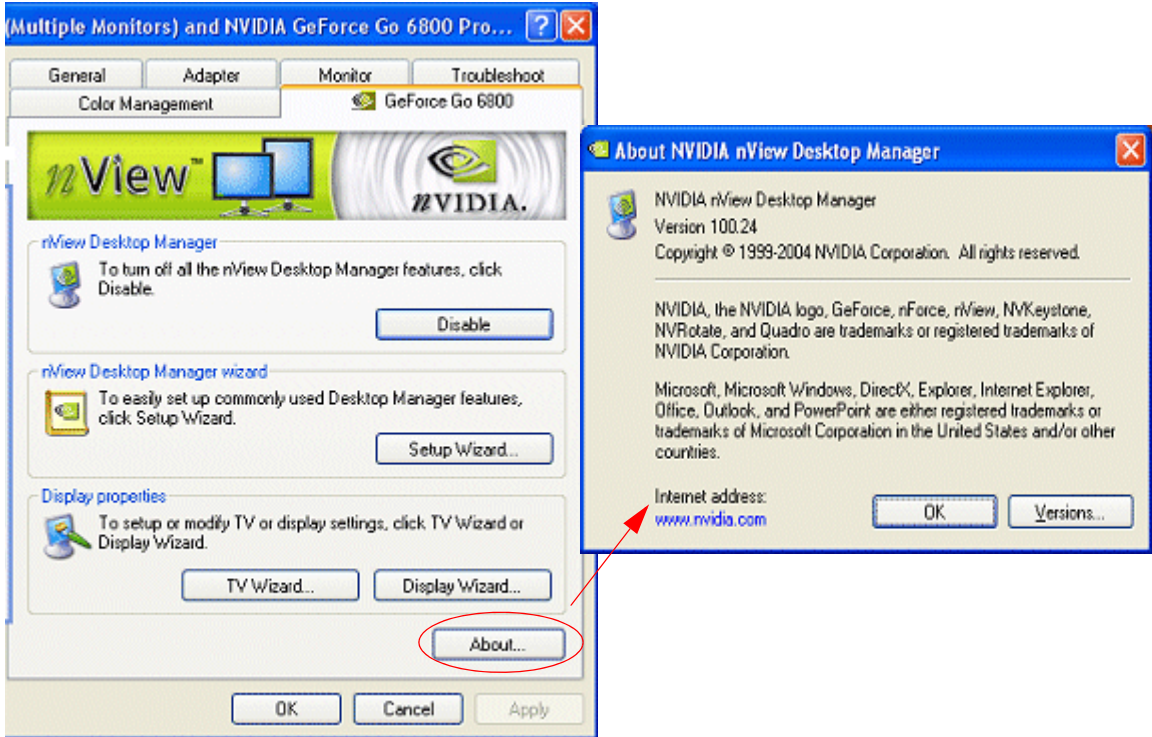 (Multiple Monitors) and NVIDIA GeForce Go 6800 Pro...
General
Adapter
Monitor
Troubleshoot
Color Management
GeForce Go 6800
nView™
nVIDIA.
nView Desktop Manager
To turn off all the nView Desktop Manager features, click
Disable.
Disable
nView Desktop Manager wizard
To easily set up commonly used Desktop Manager features,
click Setup Wizard.
Setup Wizard...
Display properties
To setup or modify TV or display settings, click TV Wizard or
Display Wizard.
TV Wizard...
Display Wizard...
About...
OK
Cancel
Apply
About NVIDIA nView Desktop Manager
NVIDIA nView Desktop Manager
Version 100.24
Copyright © 1999-2004 NVIDIA Corporation. All rights reserved.
NVIDIA, the NVIDIA logo, GeForce, nForce, nView, NVKeystone,
NVRotate, and Quadro are trademarks or registered trademarks of
NVIDIA Corporation.
Microsoft, Microsoft Windows, DirectX, Explorer, Internet Explorer,
Office, Outlook, and PowerPoint are either registered trademarks or
trademarks of Microsoft Corporation in the United States and/or other
countries.
Internet address:
www.nvidia.com
OK
Versions...